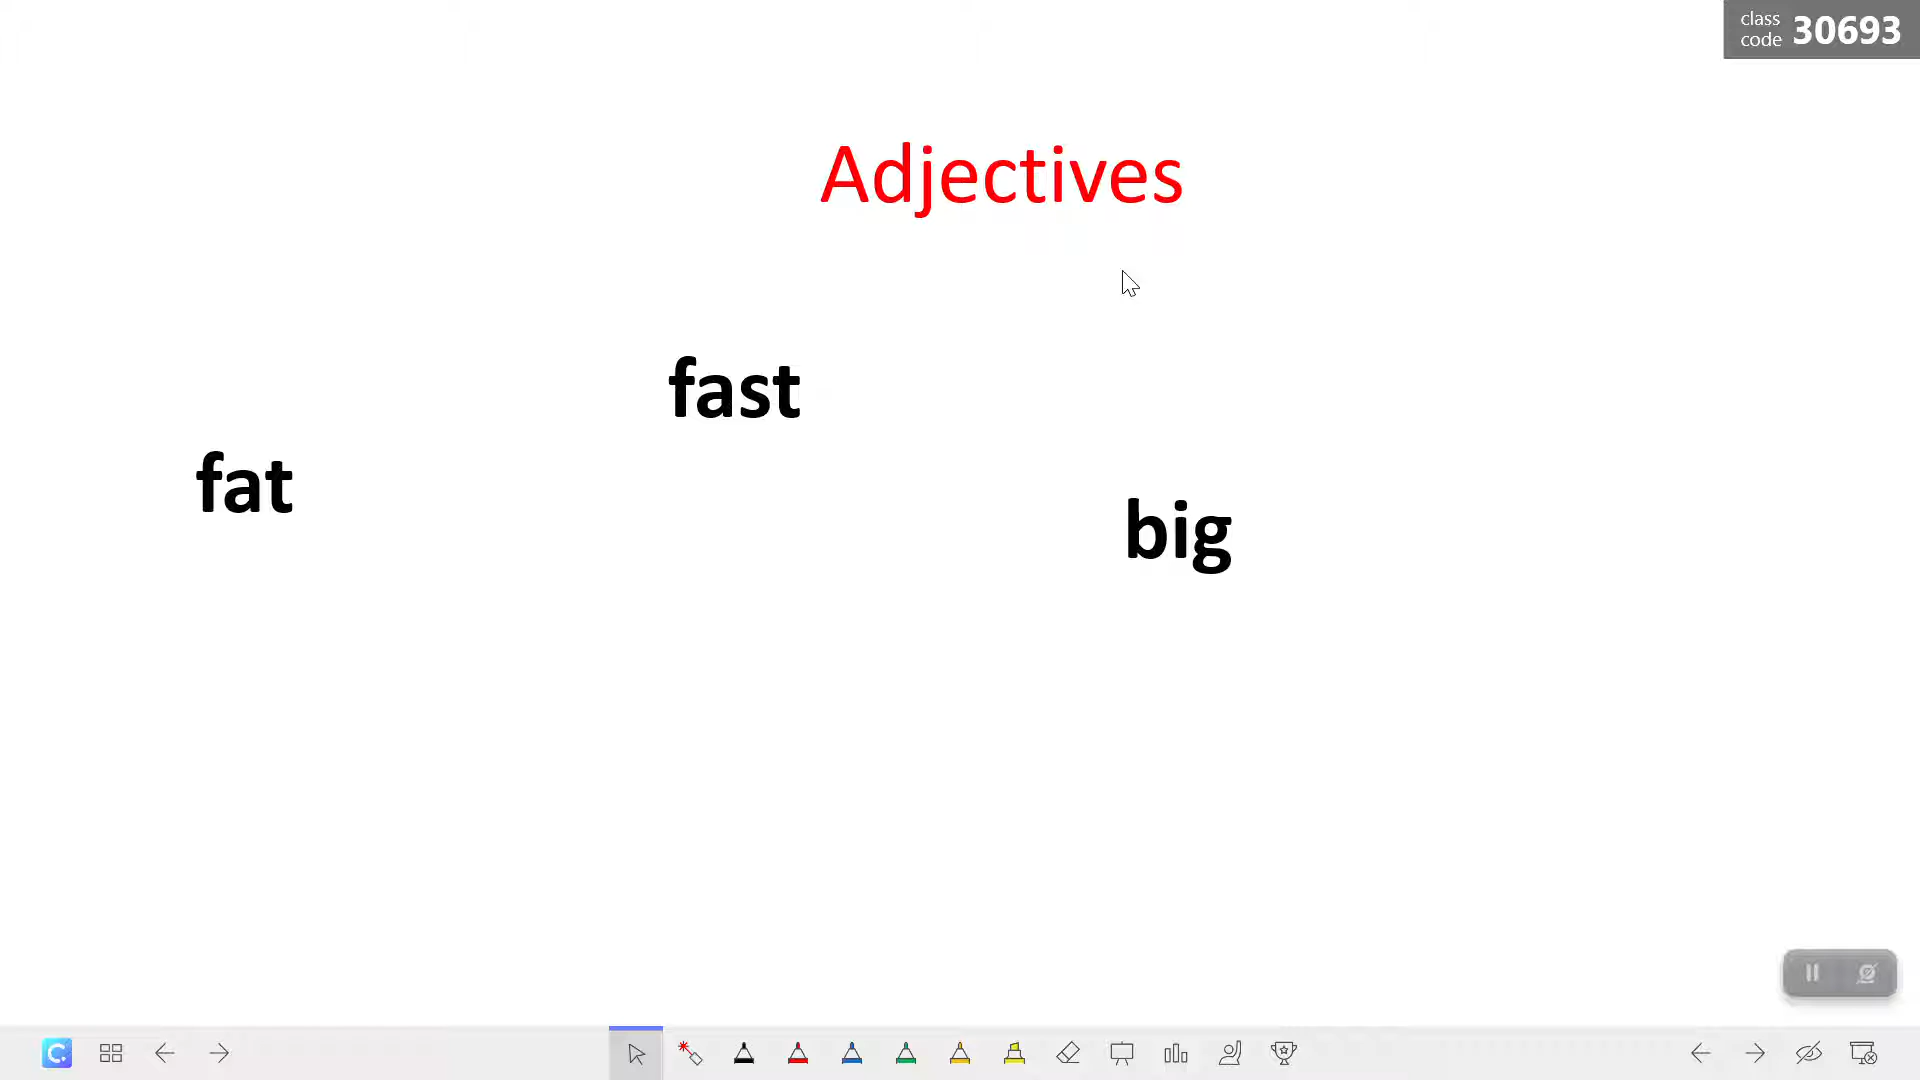 class
code 30693
Adjectives
fast
fat
big